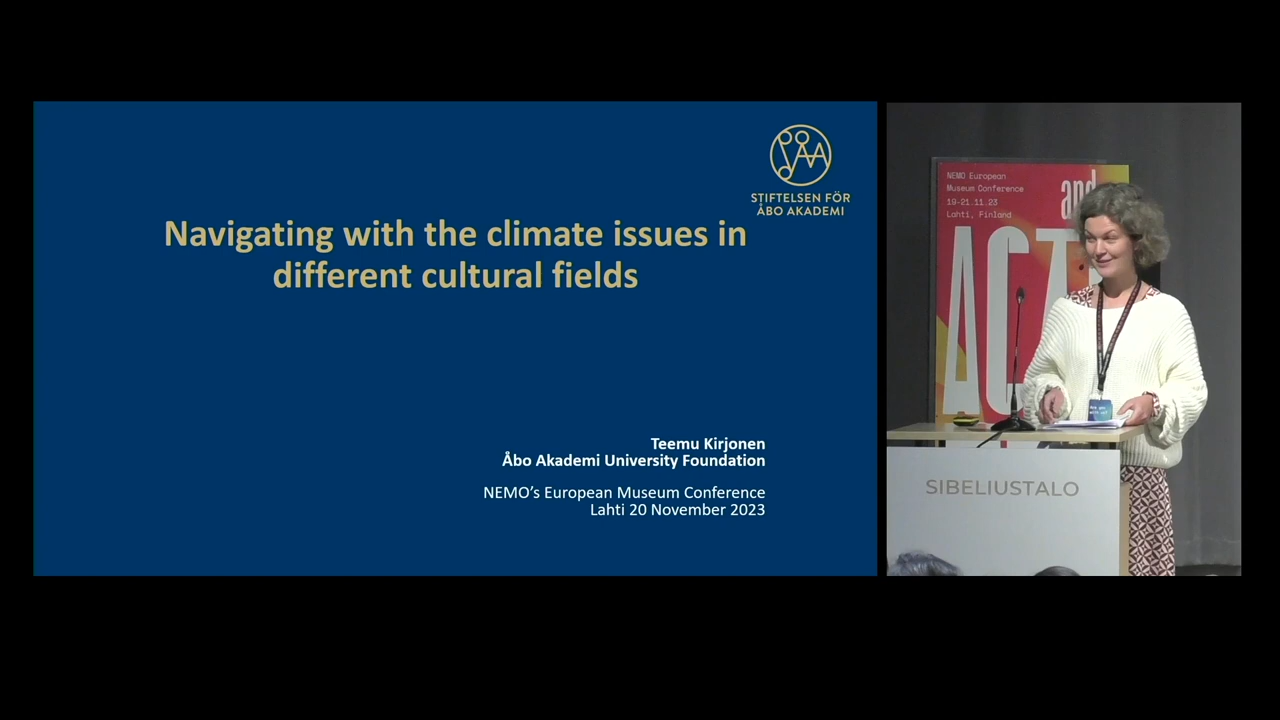 STIFTELSEN FÖR
ÅBO AKADEMI
Navigating with the climate issues in
different cultural fields
Teemu Kirjonen
Åbo Akademi University Foundation
NEMO's European Museum Conference
Lahti 20 November 2023
NEMO European
Museum Conference
19-21.11.23
Lahti, Finland
and
ACT
SIBELIUSTALO